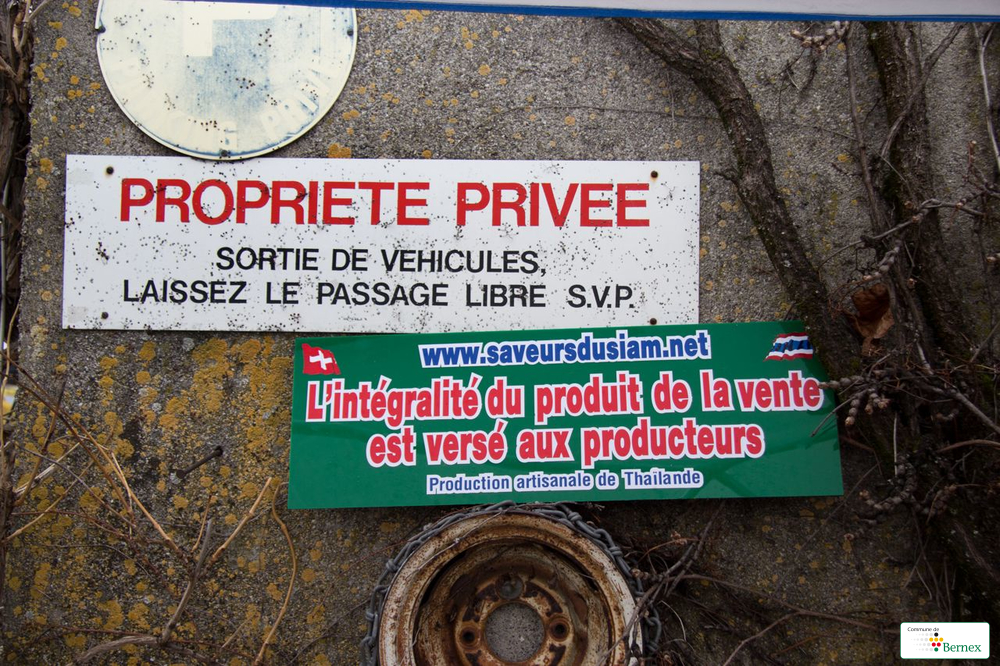 PROPRIETE PRIVEE
SORTIE DE VEHICULES,
LAISSEZ LE PASSAGE LIBRE S.V.P.
www.saveursdusiam.net
L'intégralité du produit de la vente
est versé aux producteurs
Production artisanale de Thaïlande
Commune de
Bernex